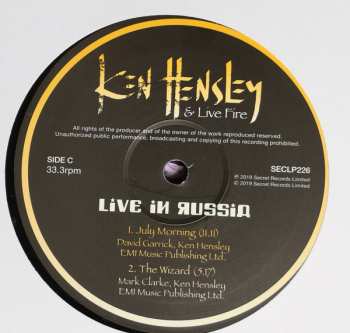 KEN HENSLEY
& LIVE FIRE
All rights of the producer and of the owner of the work reproduced reserved.
Unauthorized public performance, broadcasting and copying of this recording prohibited.
SIDE C
33.3rpm
SECLP226
℗ 2019 Secret Records Limited
© 2019 Secret Records Limited
LIVE IN RUSSIA
1. July Morning (11.11)
David Garrick, Ken Hensley
EMI Music Publishing Ltd.
2. The Wizard (5.17)
Mark Clarke, Ken Hensley
EMI Music Publishing Ltd.